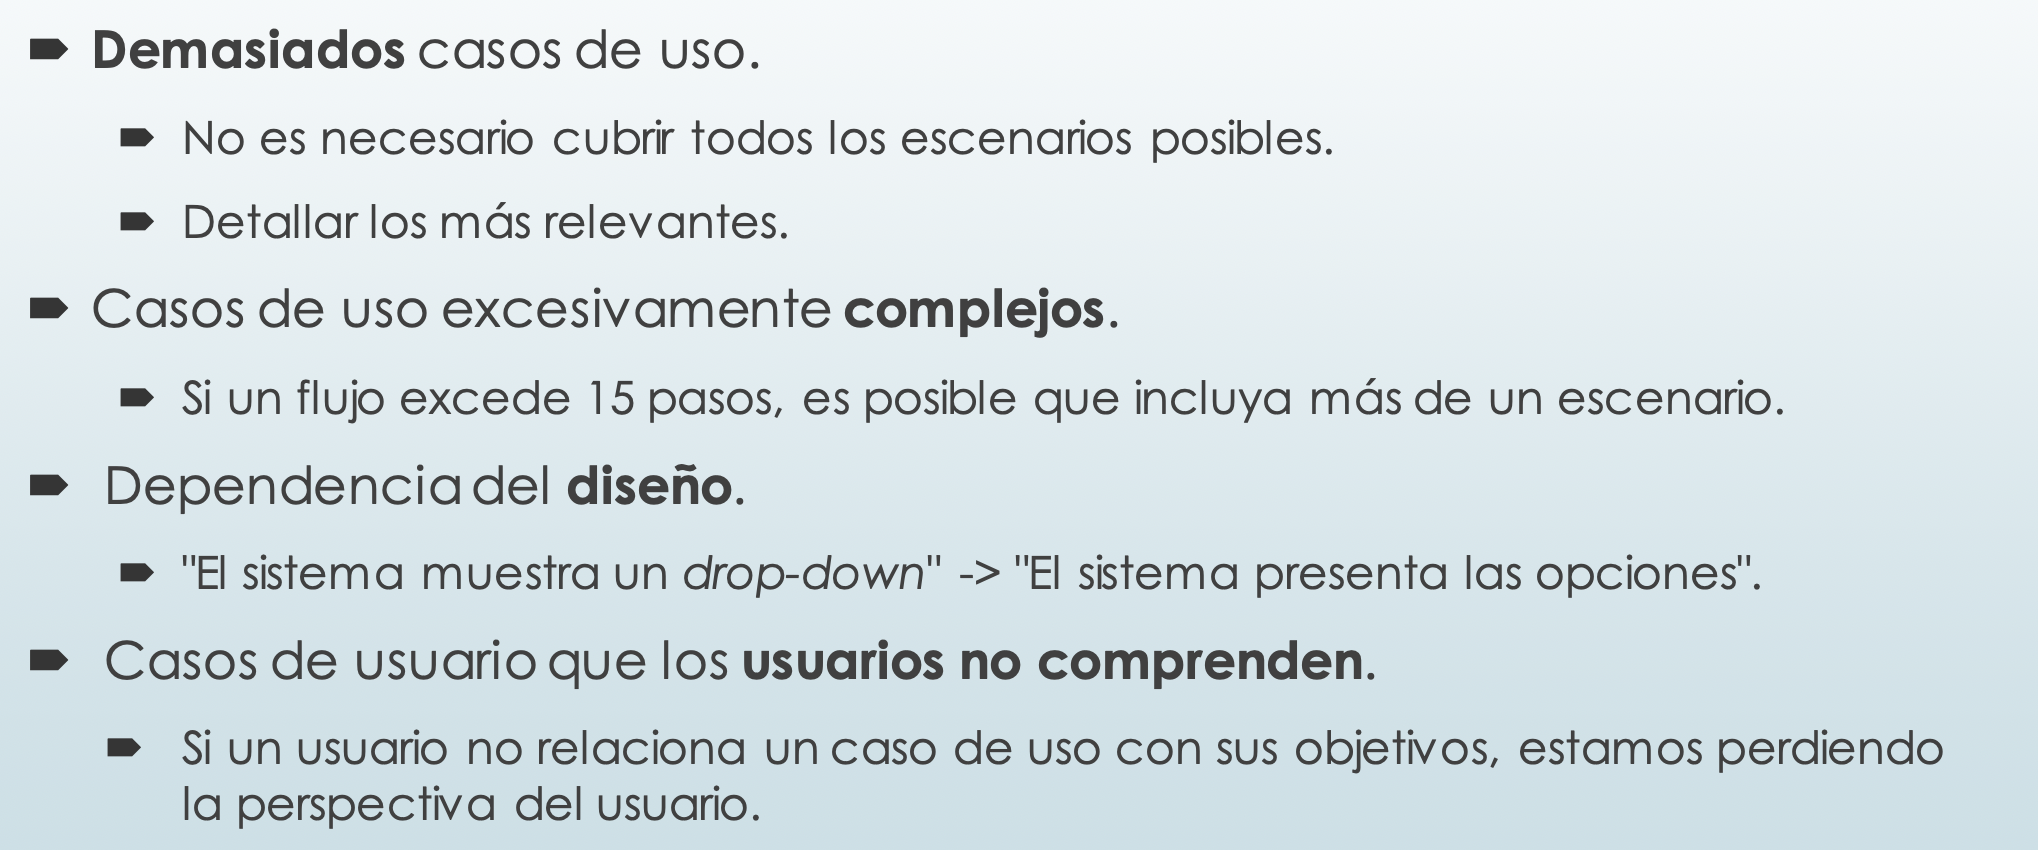 Demasiados casos de uso.
No es necesario cubrir todos los escenarios posibles.
Detallar los más relevantes.
Casos de uso excesivamente complejos.
Si un flujo excede 15 pasos, es posible que incluya más de un escenario.
Dependencia del diseño.
"El sistema muestra un drop-down" -> "El sistema presenta las opciones".
Casos de usuario que los usuarios no comprenden.
Si un usuario no relaciona un caso de uso con sus objetivos, estamos perdiendo
la perspectiva del usuario.